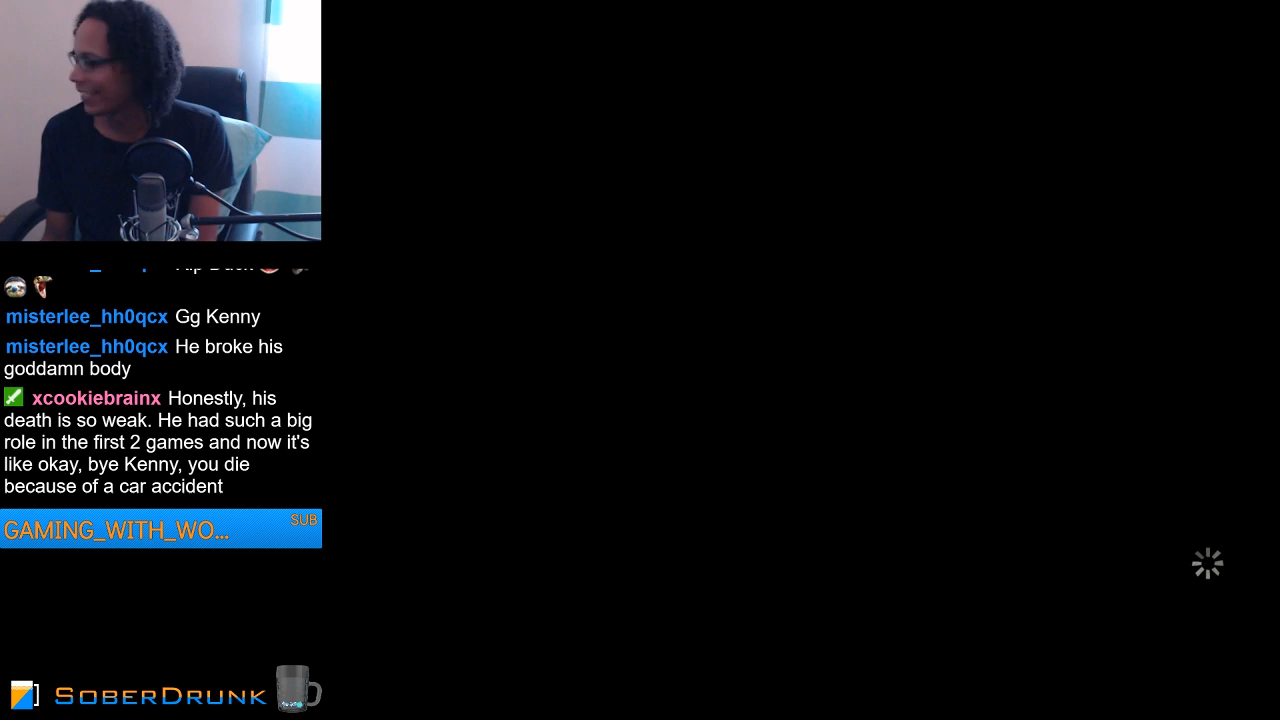 misterlee_hh0qcx Gg Kenny
misterlee_hh0qcx He broke his
goddamn body
xcookiebrainx Honestly, his
death is so weak. He had such a big
role in the first 2 games and now it's
like okay, bye Kenny, you die
because of a car accident
SUB
GAMING_WITH_WO...
SOBERDRUNK